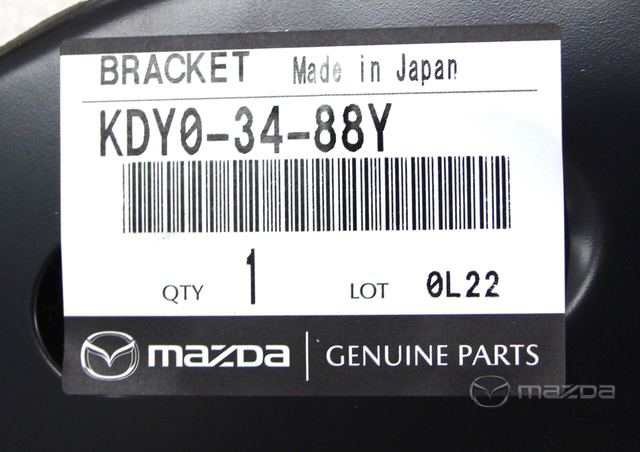 BRACKET Made in Japan
KDY0-34-88Y
QTY 1 LOT 0L22
mazda GENUINE PARTS
mazda